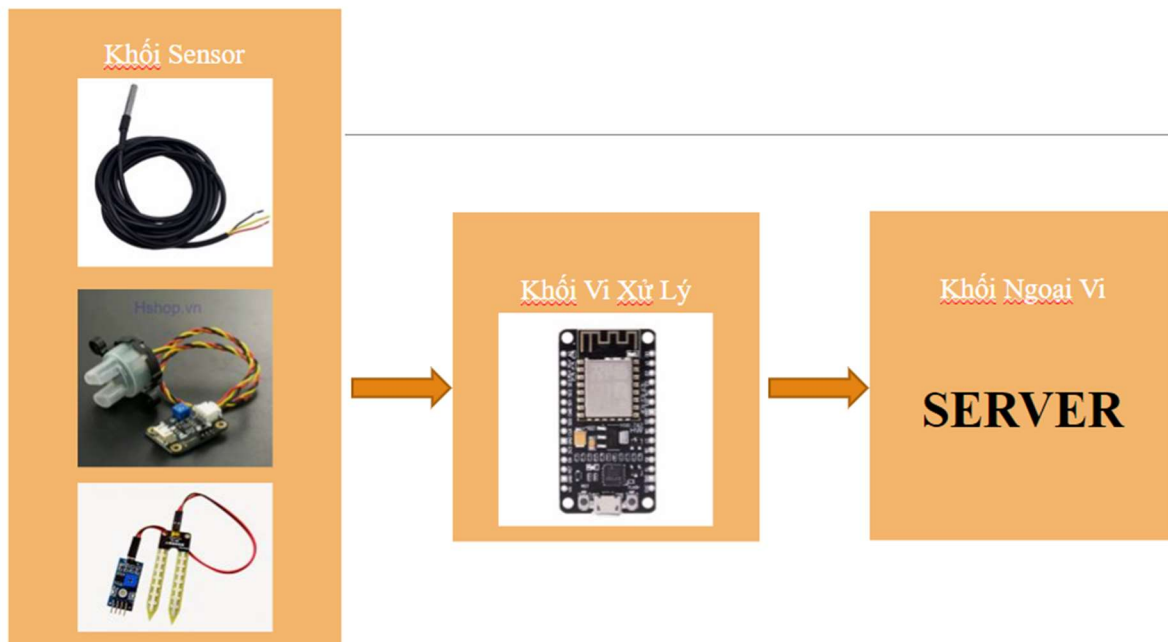 Khối Sensor
Hshop.vn
Khối Vi Xử Lý
Khối Ngoại Vi
SERVER